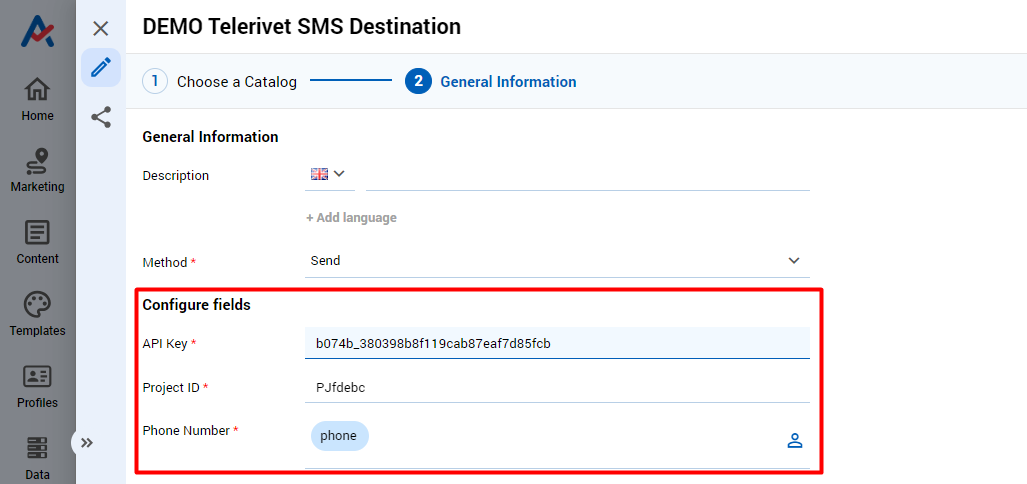 DEMO Telerivet SMS Destination
1 Choose a Catalog 2 General Information
Home
Marketing
Content
Templates
Profiles
Data
General Information
Description
+ Add language
Method * Send
Configure fields
API Key * b074b_380398b8f119cab87eaf7d85fcb
Project ID * PJfdebc
Phone Number * phone